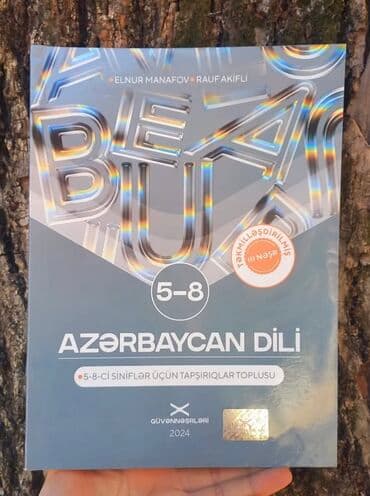 •ELNUR MANAFOV •RAUF AKİFLİ
TƏKMİLLƏŞDİRİLMİŞ
NƏŞR
5-8
AZƏRBAYCAN DİLİ
•5-8-Cİ SİNİFLƏR ÜÇÜN TAPŞIRIQLAR TOPLUSU
GÜVƏNNƏŞRLƏRİ
2024